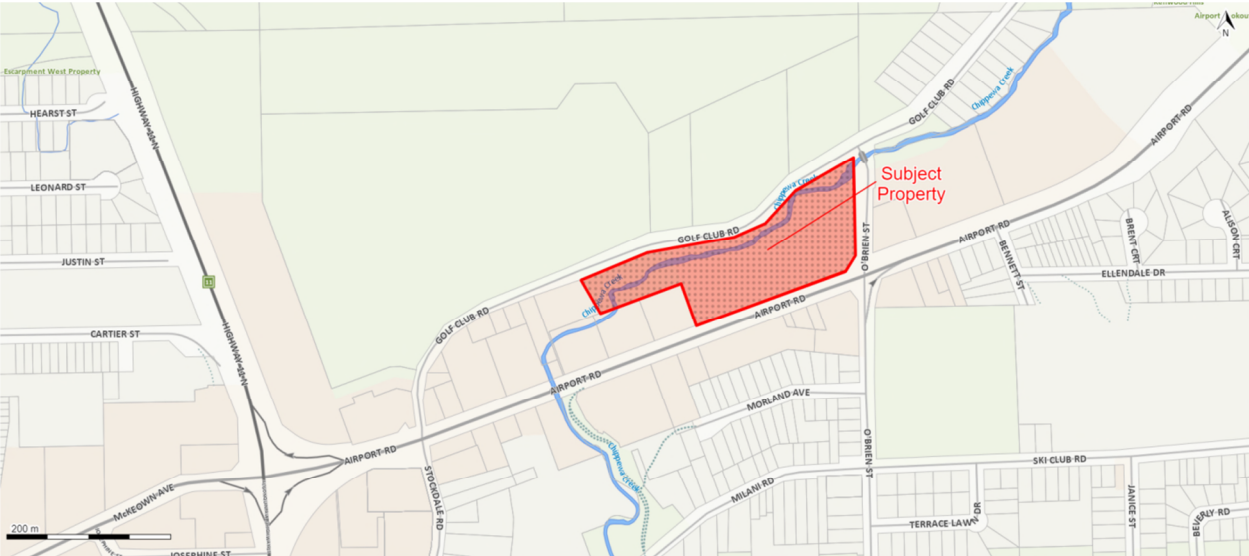 Airport
N
Escarpment West Property
HIGHWAY 11 N
HEARST ST
LEONARD ST
JUSTIN ST
CARTIER ST
HIGHWAY 11 N
11
McKEOWN AVE
JOSEPHINE ST
200 m
AIRPORT RD
STOCKDALE RD
GOLF CLUB RD
GOLF CLUB RD
GOLF CLUB RD
Chippewa Creek
Chippewa Creek
Chippewa Creek
Chippewa Creek
Subject
Property
AIRPORT RD
AIRPORT RD
AIRPORT RD
AIRPORT RD
O'BRIEN ST
O'BRIEN ST
BENNETT ST
BRENT CRT
ALISON CRT
ELLENDALE DR
MORLAND AVE
MILANI RD
SKI CLUB RD
TERRACE LAWN DR
JANICE ST
BEVERLY RD